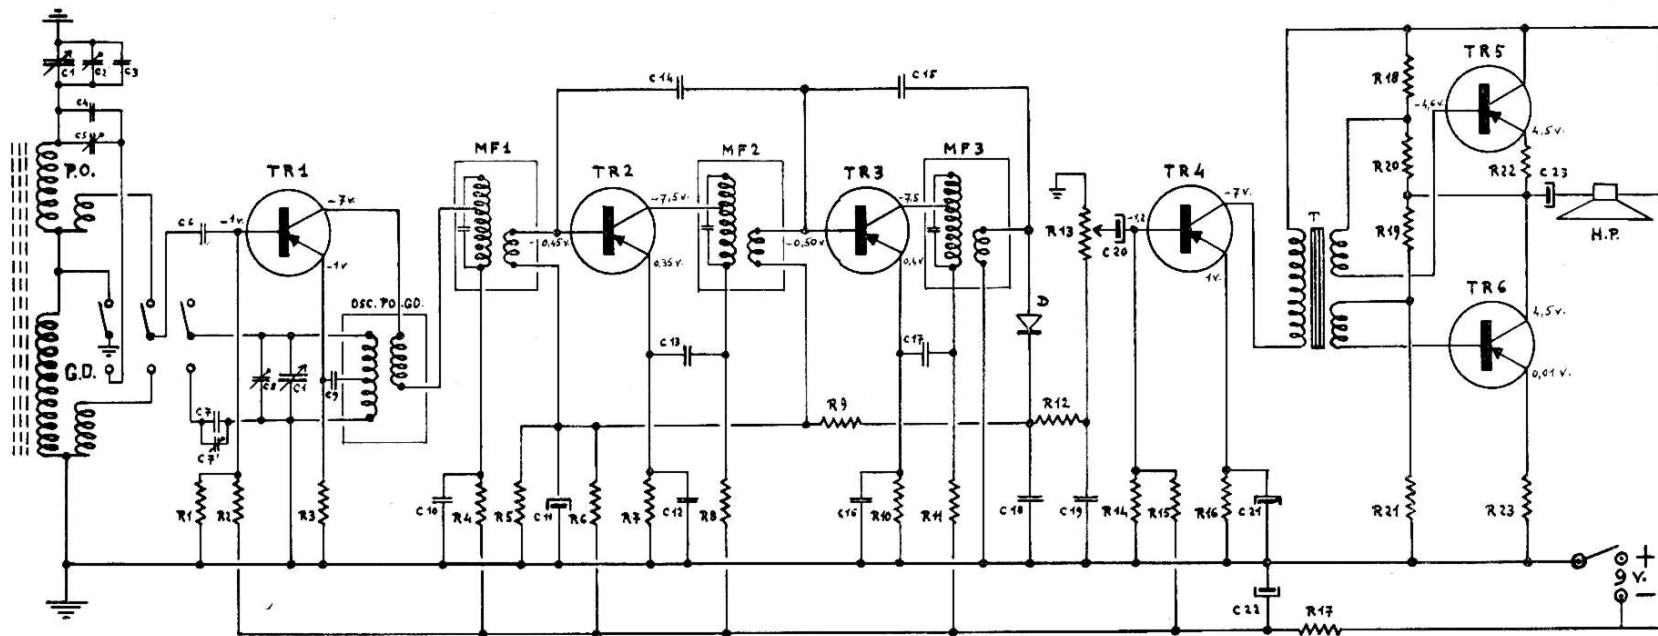 C1 C2 C3
C4
C5
P.O.
G.D.
C6
-1v.
TR1
-7v.
-1v.
OSC. PO. GD.
C8 C1 C9
C7
C7'
R1 R2 R3
MF1
C10 R4 R5 C11 R6 R7 C12 R8
C14
-0,45v.
TR2
-7,5v.
0,35v.
C13
MF2
-0,50v.
TR3
-7,5
0,4v
C17
MF3
C15
R9
R12
C16 R10 R11 C18 C19
R13
C20
-1,2
TR4
-7v.
1v.
R14 R15 R16 C21
C22
R17
T
R18
R20
R19
R21
-4,6v.
TR5
4,5v.
R22
C23
H.P.
TR6
4,5v.
0,01v.
R23
+
9v.
-